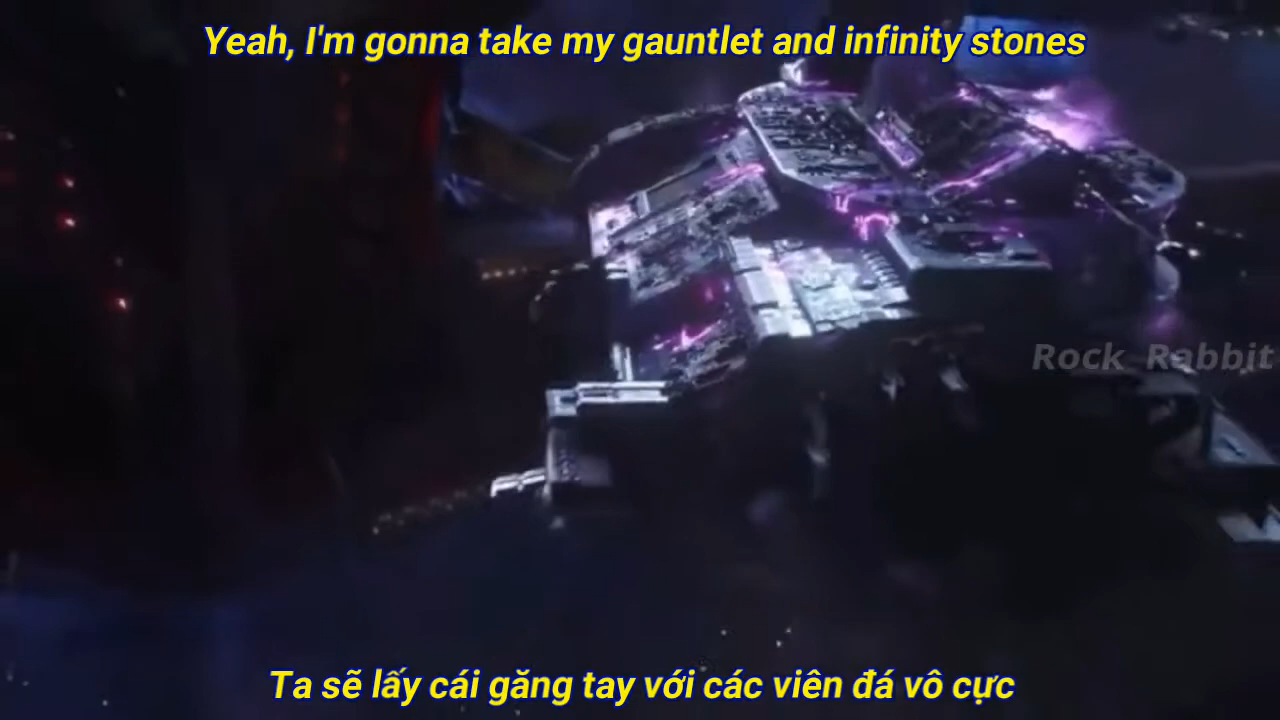 Yeah, I'm gonna take my gauntlet and infinity stones
Rock Rabbit
Ta sẽ lấy cái găng tay với các viên đá vô cực